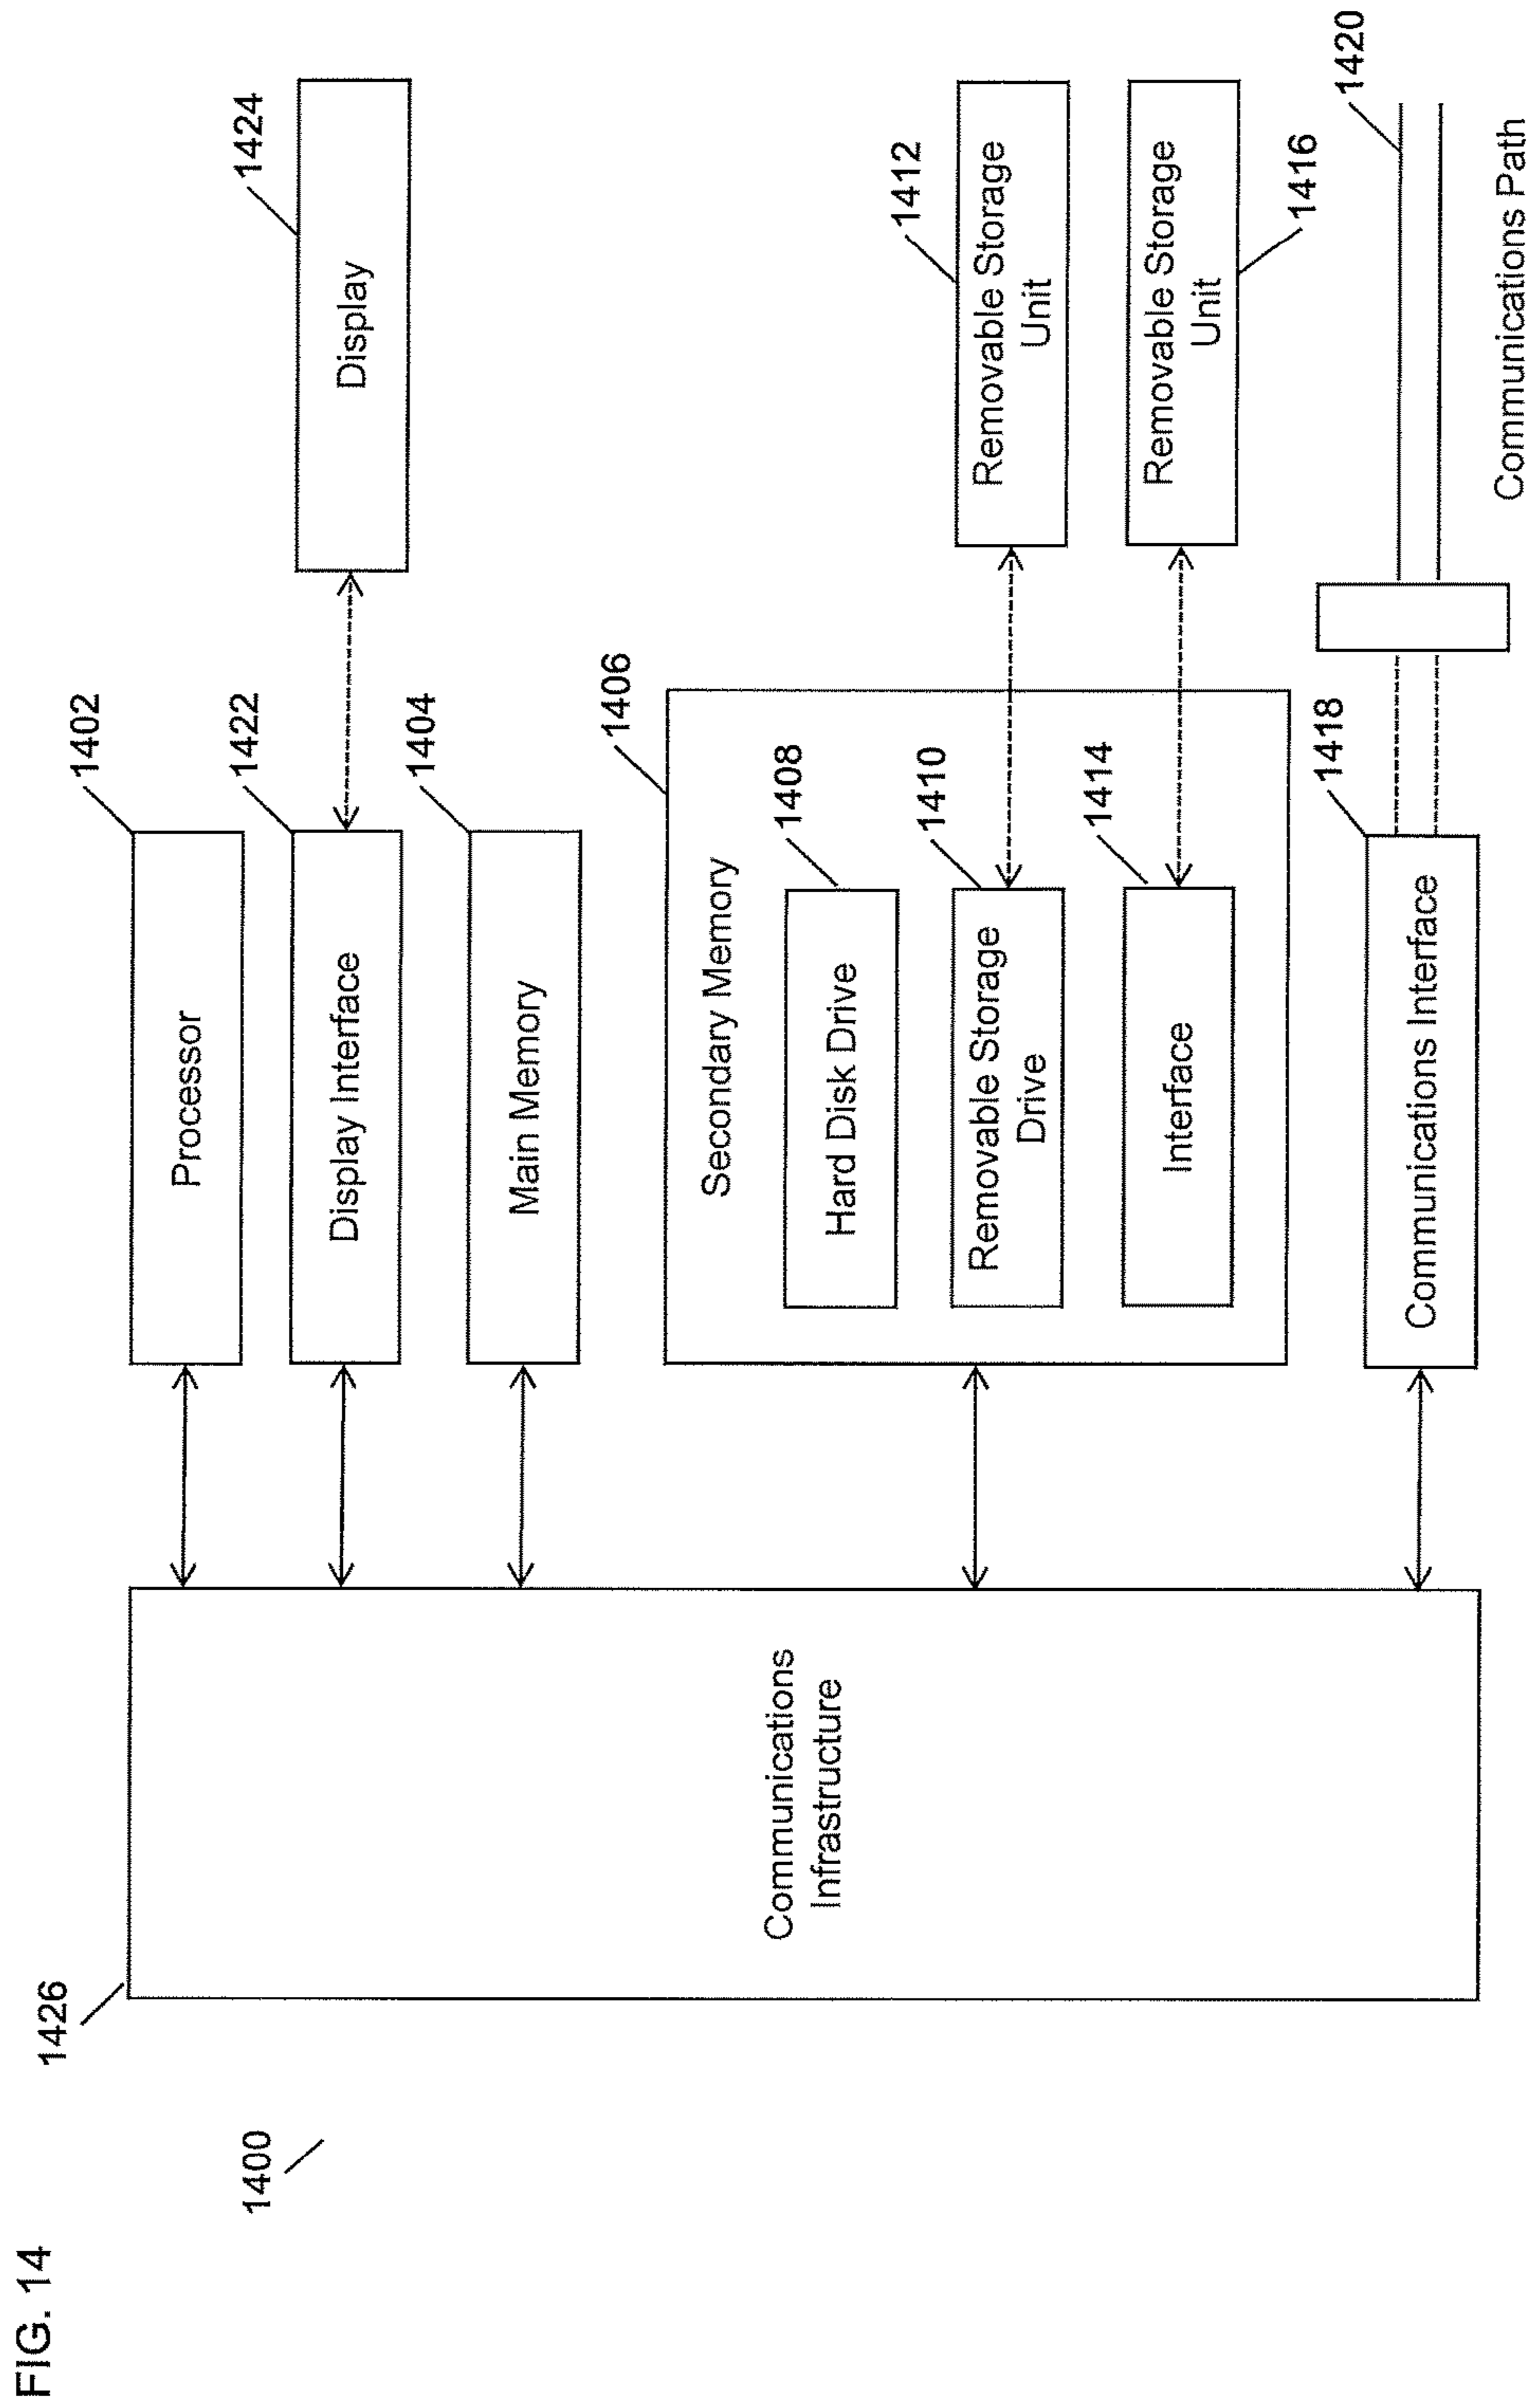 FIG. 14
1400
1426
Communications
Infrastructure
1402
Processor
1422
Display Interface
1424
Display
1404
Main Memory
1406
Secondary Memory
1408
Hard Disk Drive
1410
Removable Storage
Drive
1412
Removable Storage
Unit
1414
Interface
Removable Storage
Unit
1416
1418
Communications Interface
1420
Communications Path